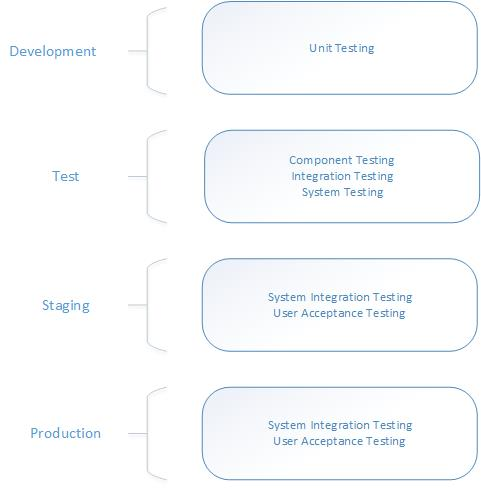 Development
Unit Testing
Test
Component Testing
Integration Testing
System Testing
Staging
System Integration Testing
User Acceptance Testing
Production
System Integration Testing
User Acceptance Testing